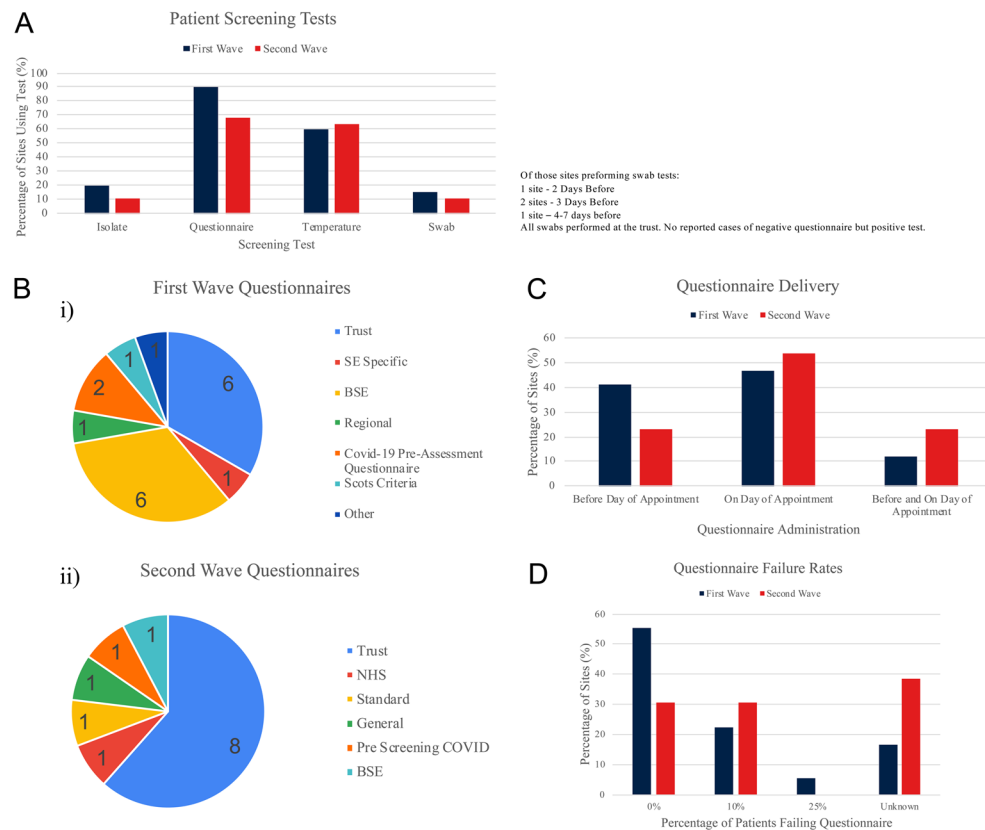 A
Patient Screening Tests
First Wave
Second Wave
Percentage of Sites Using Test (%)
100
90
80
70
60
50
40
30
20
10
0
Isolate
Questionnaire
Temperature
Swab
Screening Test
Of those sites preforming swab tests:
1 site - 2 Days Before
2 sites - 3 Days Before
1 site – 4-7 days before
All swabs performed at the trust. No reported cases of negative questionnaire but positive test.
B
First Wave Questionnaires
i)
6
1
6
1
2
1
1
Trust
SE Specific
BSE
Regional
Covid-19 Pre-Assessment
Questionnaire
Scots Criteria
Other
ii)
Second Wave Questionnaires
8
1
1
1
1
1
Trust
NHS
Standard
General
Pre Screening COVID
BSE
C
Questionnaire Delivery
First Wave
Second Wave
Percentage of Sites (%)
60
50
40
30
20
10
0
Before Day of Appointment
On Day of Appointment
Before and On Day of
Appointment
Questionnaire Administration
D
Questionnaire Failure Rates
First Wave
Second Wave
Percentage of Sites (%)
60
50
40
30
20
10
0
0%
10%
25%
Unknown
Percentage of Patients Failing Questionnaire